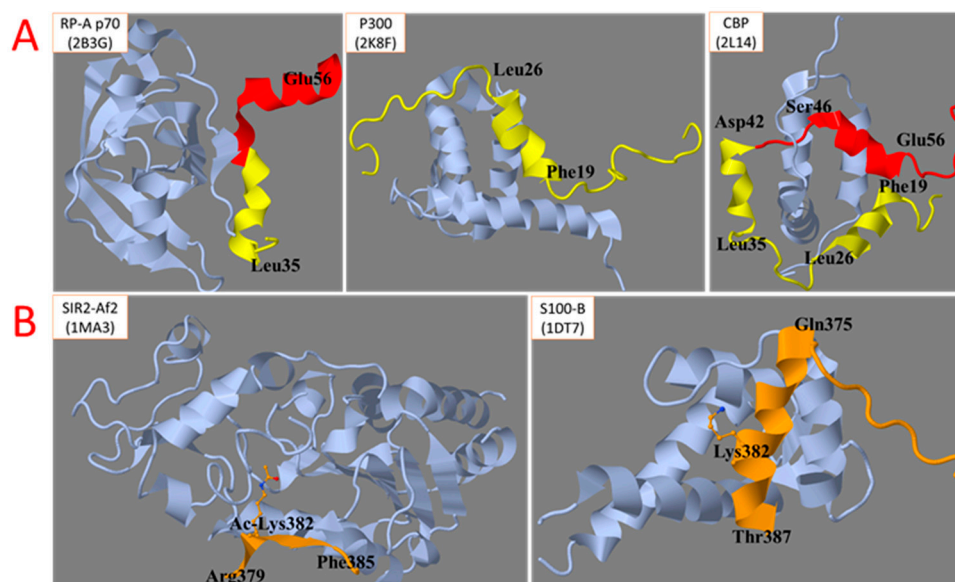 A
RP-A p70
(2B3G)
Glu56
Leu35
P300
(2K8F)
Leu26
Phe19
CBP
(2L14)
Ser46
Asp42
Glu56
Phe19
Leu35
Leu26
B
SIR2-Af2
(1MA3)
Ac-Lys382
Phe385
Arg379
S100-B
(1DT7)
Gln375
Lys382
Thr387